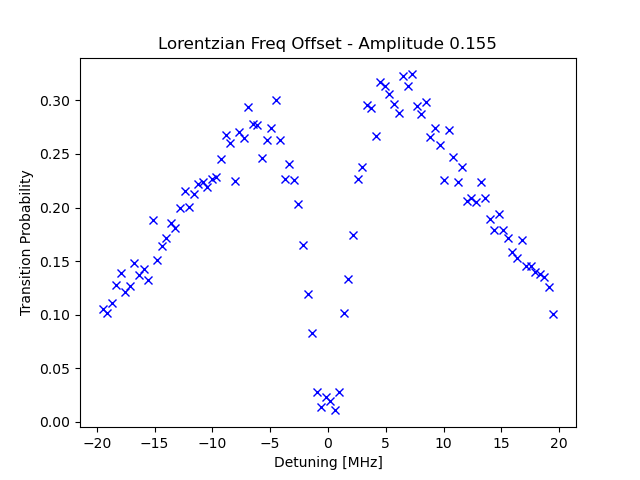 Lorentzian Freq Offset - Amplitude 0.155
Transition Probability
0.30
0.25
0.20
0.15
0.10
0.05
0.00
−20 −15 −10 −5 0 5 10 15 20
Detuning [MHz]